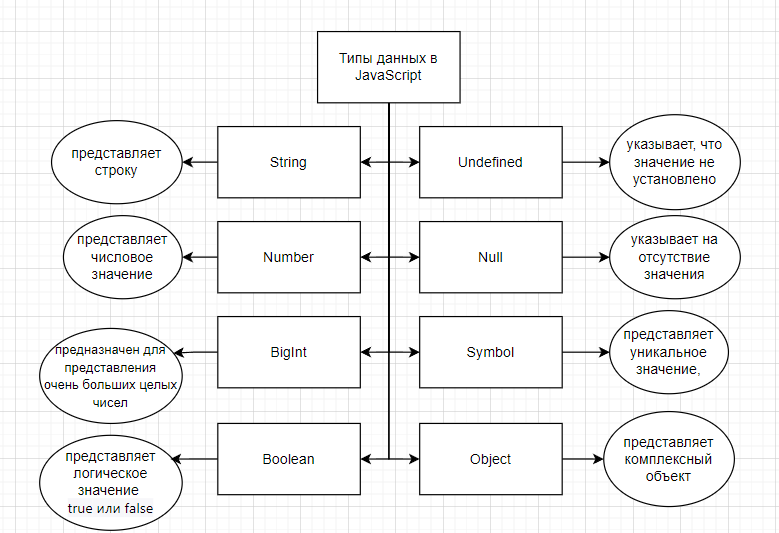 Типы данных в
JavaScript
представляет
строку
String
Undefined
указывает, что
значение не
установлено
представляет
числовое
значение
Number
Null
указывает на
отсутствие
значения
предназначен для
представления
очень больших целых
чисел
BigInt
Symbol
представляет
уникальное
значение,
представляет
логическое
значение
true или false
Boolean
Object
представляет
комплексный
объект